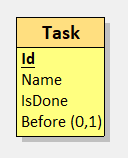 Task
Id
Name
IsDone
Before (0,1)